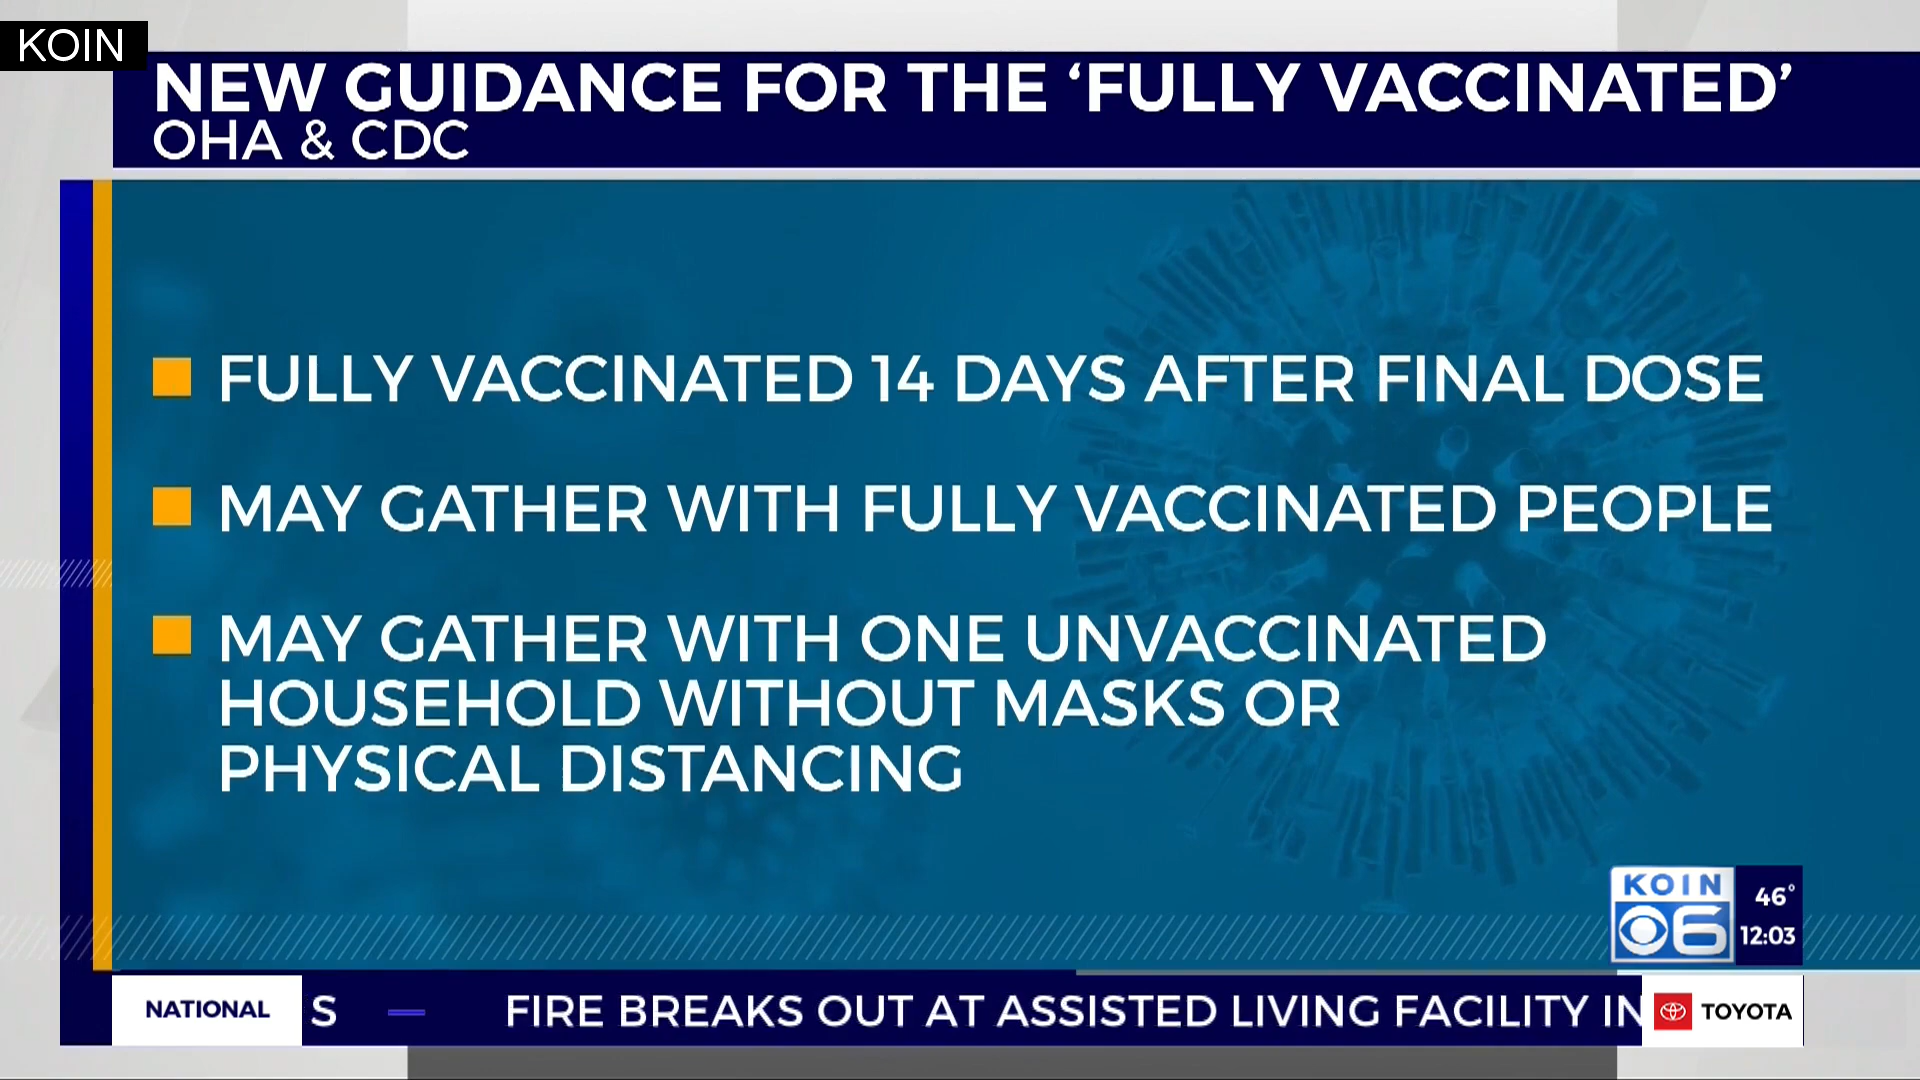 KOIN
NEW GUIDANCE FOR THE ‘FULLY VACCINATED’
OHA & CDC
FULLY VACCINATED 14 DAYS AFTER FINAL DOSE
MAY GATHER WITH FULLY VACCINATED PEOPLE
MAY GATHER WITH ONE UNVACCINATED
HOUSEHOLD WITHOUT MASKS OR
PHYSICAL DISTANCING
KOIN
6
46°
12:03
NATIONAL
S — FIRE BREAKS OUT AT ASSISTED LIVING FACILITY IN
TOYOTA